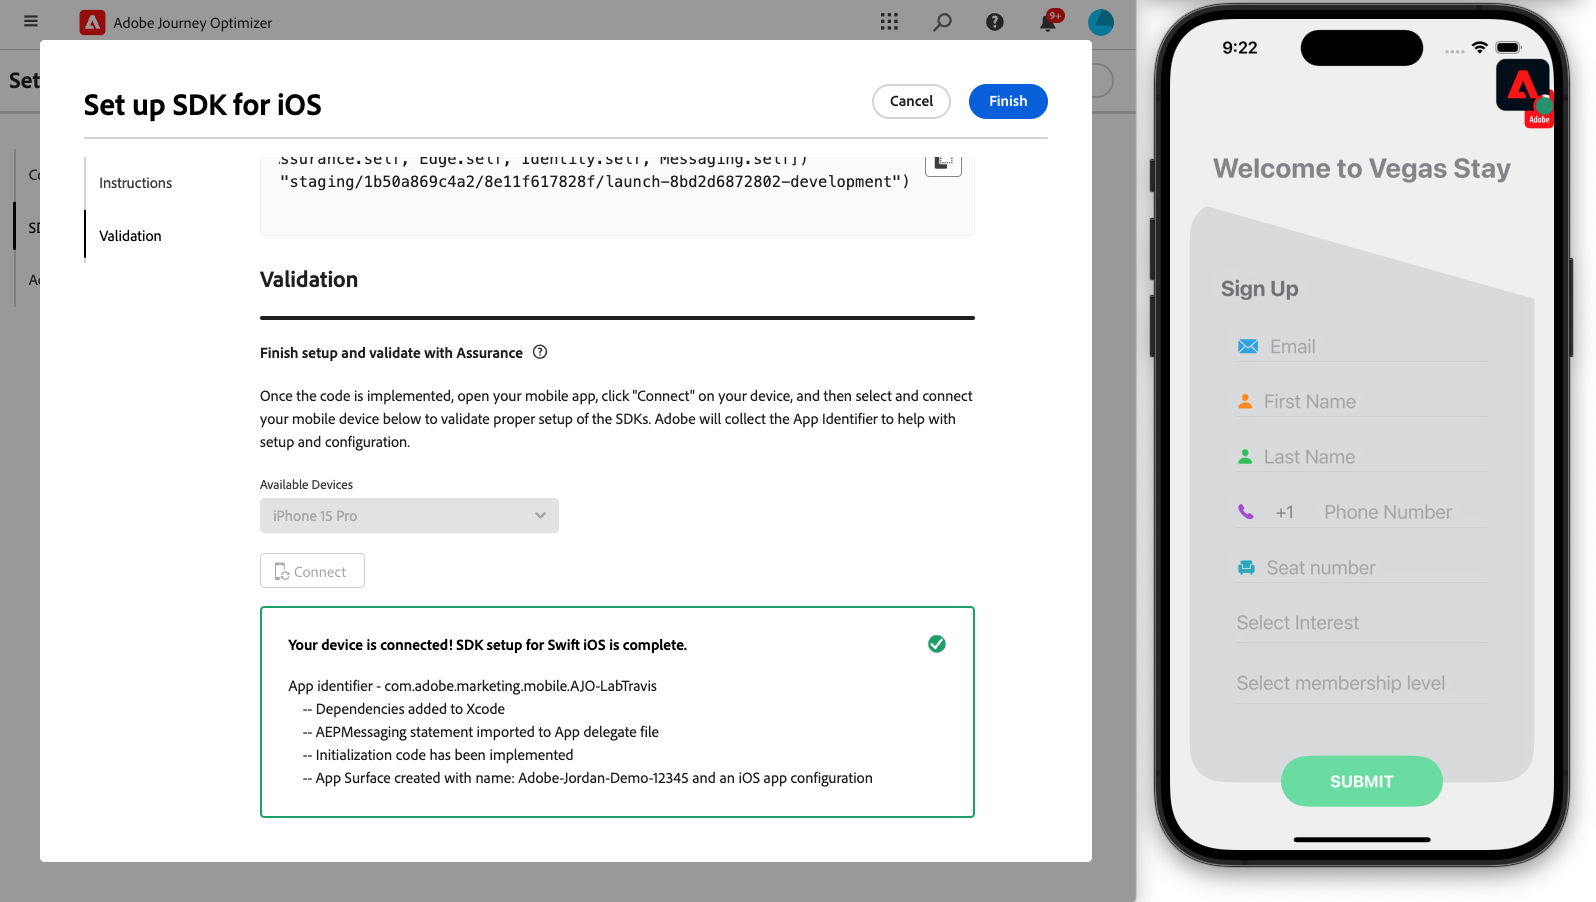 Adobe Journey Optimizer
9+
Set
Set up SDK for iOS
Cancel
Finish
Instructions
Validation
ssurance.self, Edge.self, Identity.self, Messaging.self])
"staging/1b50a869c4a2/8e11f617828f/launch-8bd2d6872802-development")
Validation
Finish setup and validate with Assurance
Once the code is implemented, open your mobile app, click "Connect" on your device, and then select and connect
your mobile device below to validate proper setup of the SDKs. Adobe will collect the App Identifier to help with
setup and configuration.
Available Devices
iPhone 15 Pro
Connect
Your device is connected! SDK setup for Swift iOS is complete.
App identifier - com.adobe.marketing.mobile.AJO-LabTravis
-- Dependencies added to Xcode
-- AEPMessaging statement imported to App delegate file
-- Initialization code has been implemented
-- App Surface created with name: Adobe-Jordan-Demo-12345 and an iOS app configuration
9:22
Adobe
Welcome to Vegas Stay
Sign Up
Email
First Name
Last Name
+1 Phone Number
Seat number
Select Interest
Select membership level
SUBMIT